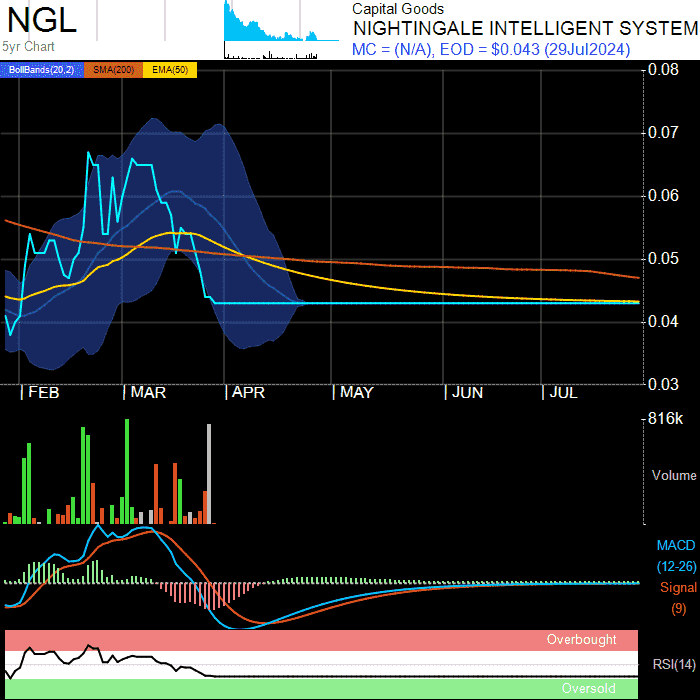 NGL
5yr Chart
Capital Goods
NIGHTINGALE INTELLIGENT SYSTEM
MC = (N/A), EOD = $0.043 (29Jul2024)
BollBands(20,2) SMA(200) EMA(50)
0.08
0.07
0.06
0.05
0.04
0.03
FEB MAR APR MAY JUN JUL
816k
Volume
MACD
(12-26)
Signal
(9)
Overbought
RSI(14)
Oversold